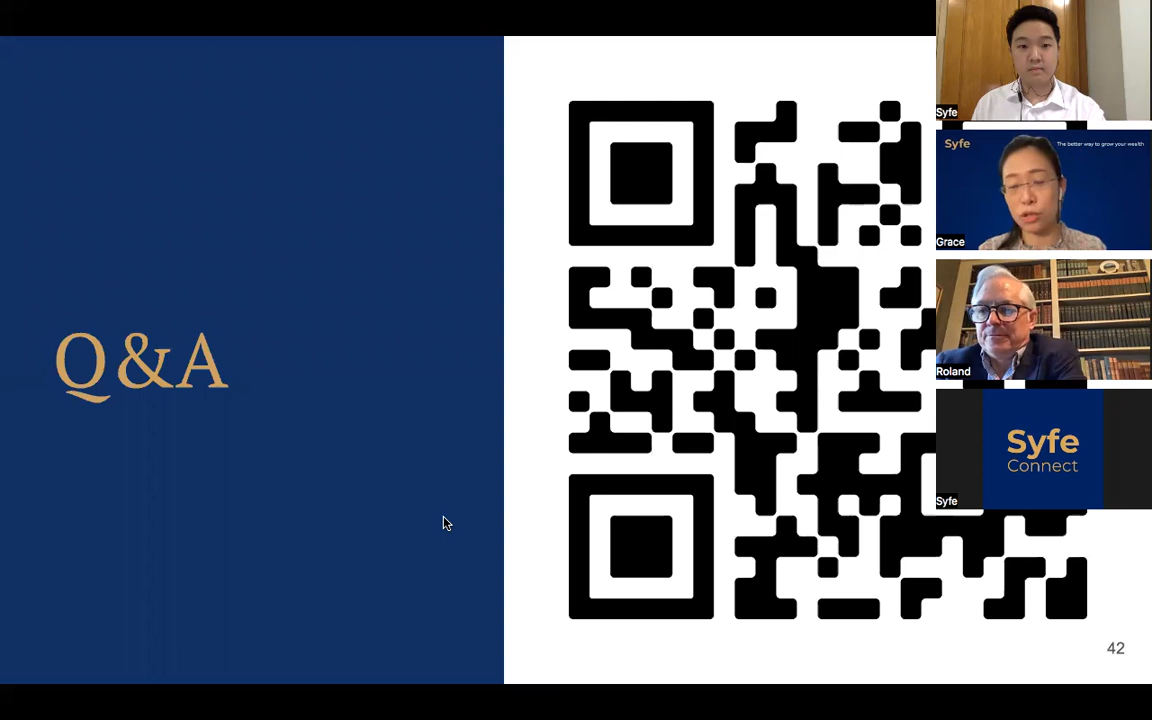 Q&A
42
Syfe
Syfe
The better way to grow your wealth
Grace
Roland
Syfe
Connect
Syfe